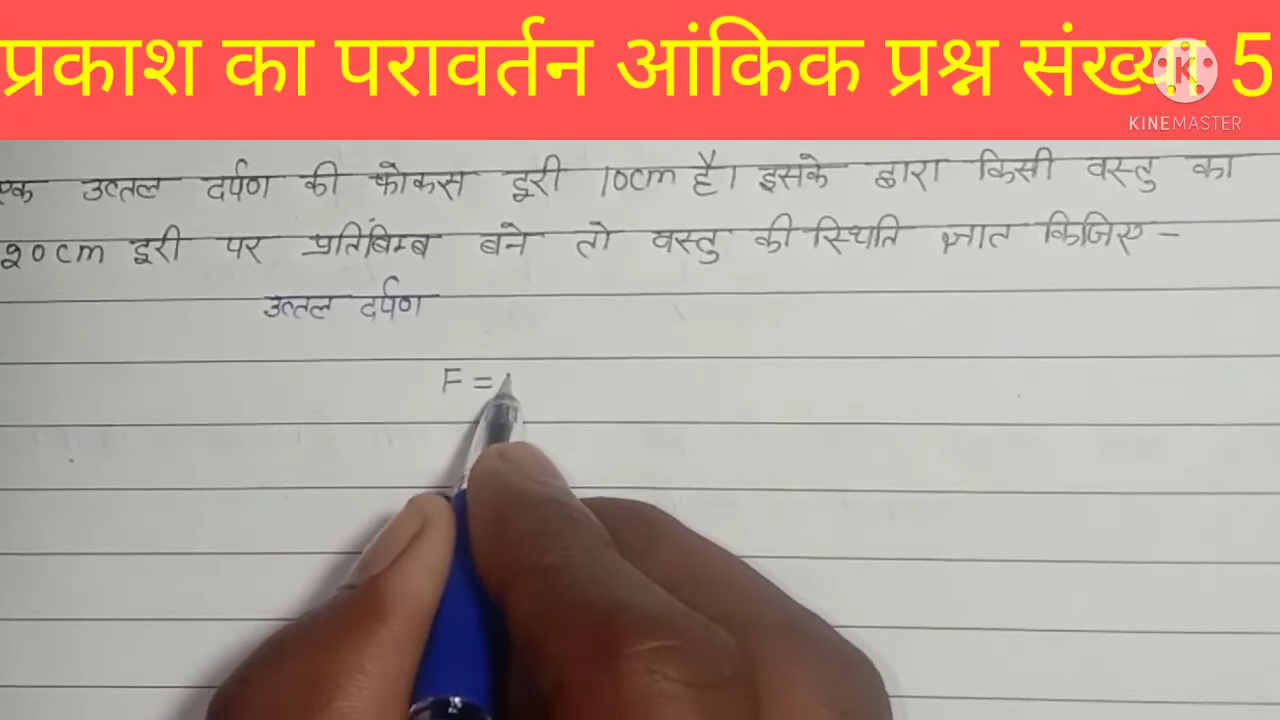 प्रकाश का परावर्तन आंकिक प्रश्न संख्या 5
K
KINEMASTER
एक उत्तल दर्पण की फोकस दूरी 10cm है। इसके द्वारा किसी वस्तु का
20cm दूरी पर प्रतिबिंम्ब बने तो वस्तु की स्थिति ज्ञात किजिए -
उत्तल दर्पण
F =